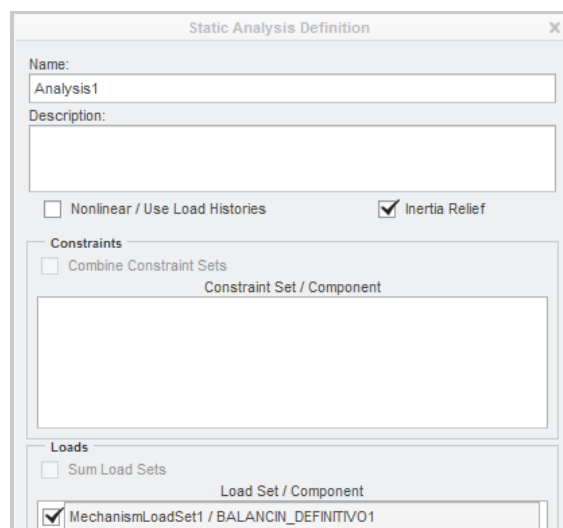 Static Analysis Definition
Name:
Analysis1
Description:
Nonlinear / Use Load Histories
Inertia Relief
Constraints
Combine Constraint Sets
Constraint Set / Component
Loads
Sum Load Sets
Load Set / Component
MechanismLoadSet1 / BALANCIN_DEFINITIVO1